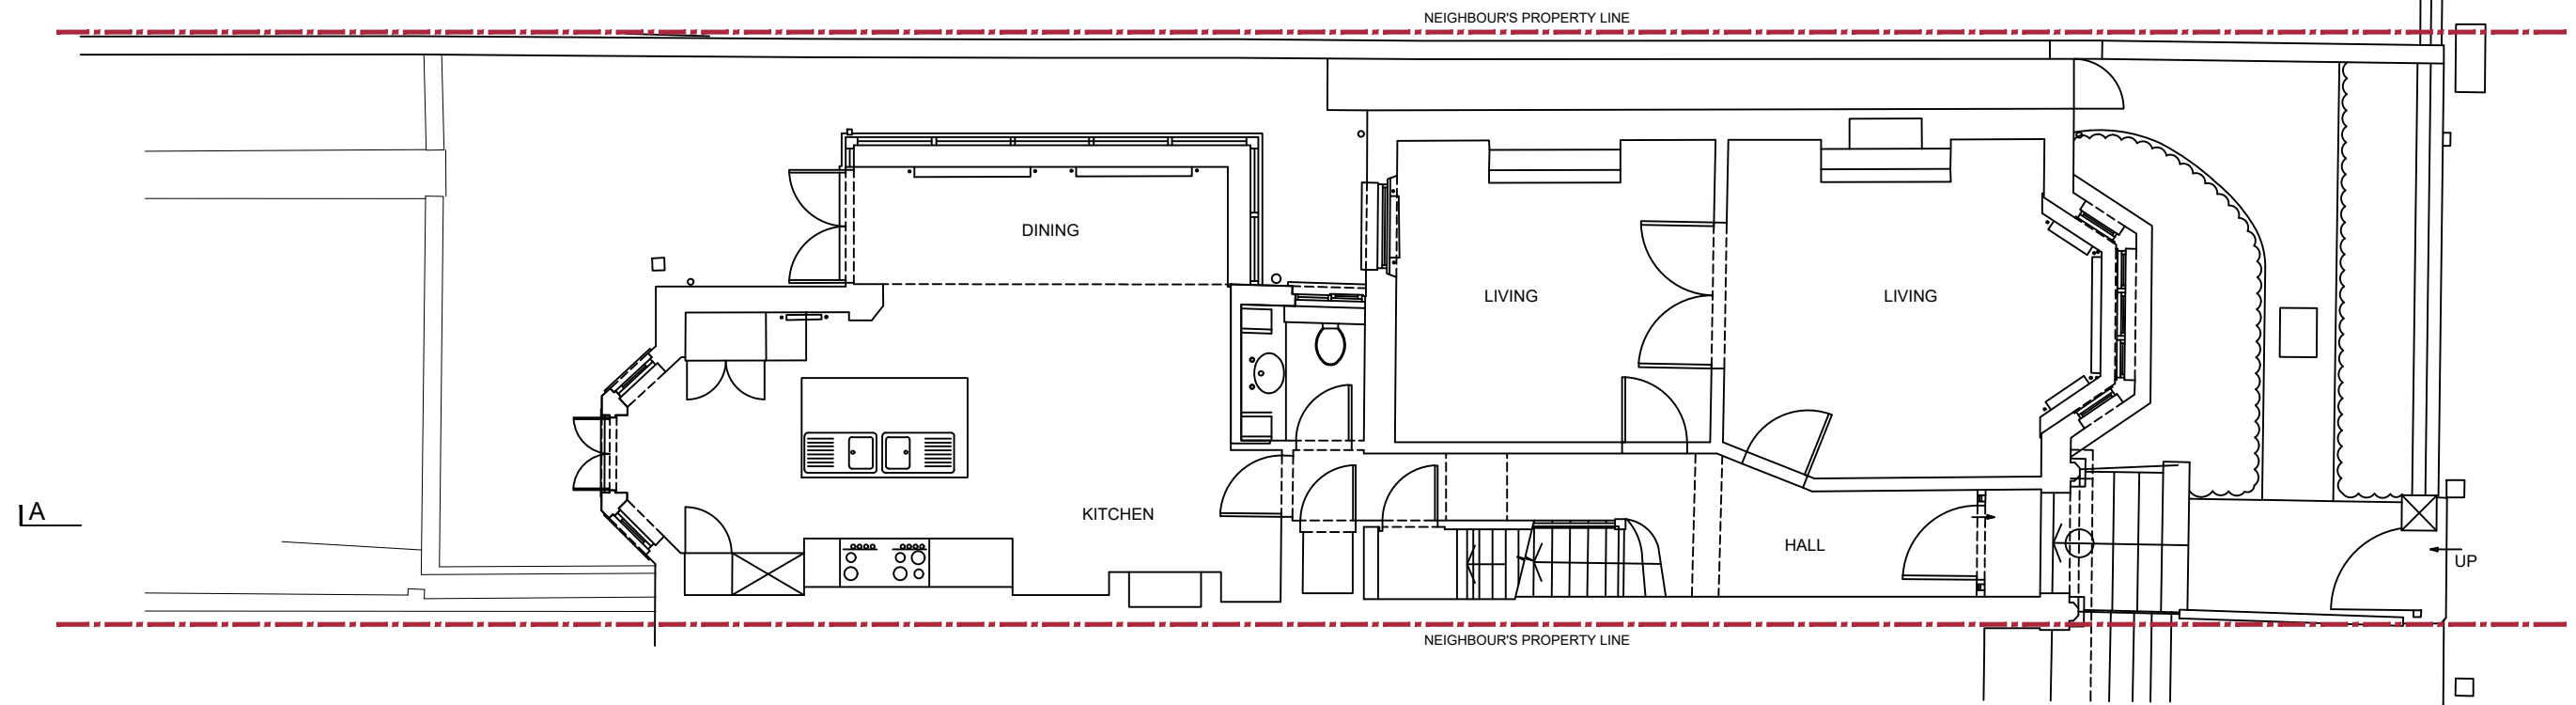 NEIGHBOUR'S PROPERTY LINE
DINING
LIVING
LIVING
A
KITCHEN
HALL
UP
NEIGHBOUR'S PROPERTY LINE